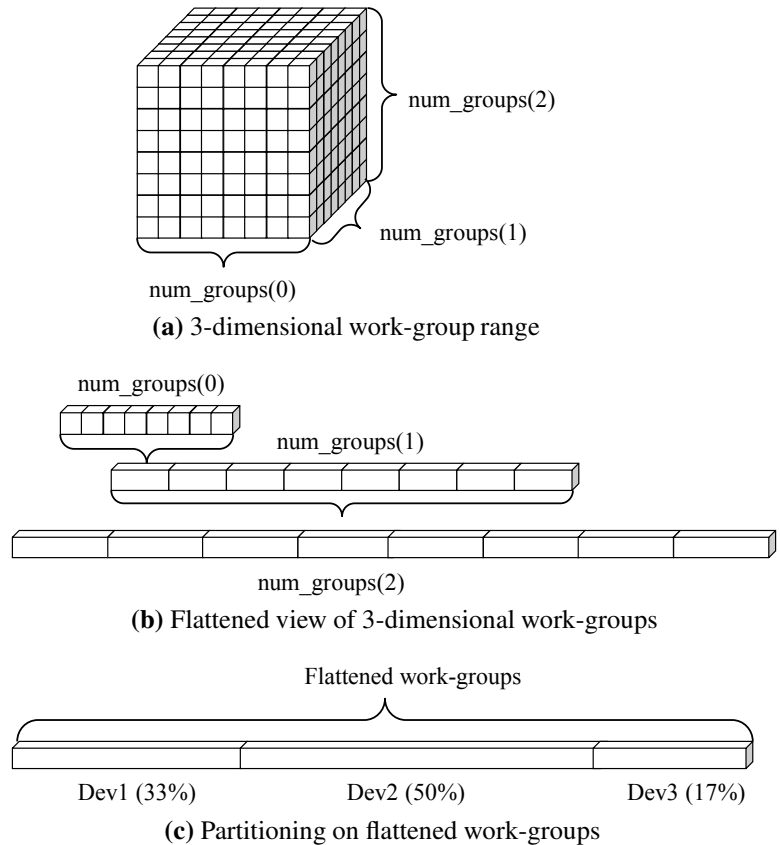 num_groups(2)
num_groups(1)
num_groups(0)
(a) 3-dimensional work-group range
num_groups(0)
num_groups(1)
num_groups(2)
(b) Flattened view of 3-dimensional work-groups
Flattened work-groups
Dev1 (33%) Dev2 (50%) Dev3 (17%)
(c) Partitioning on flattened work-groups